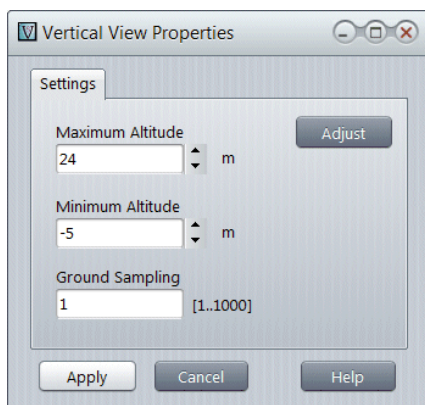 V Vertical View Properties
Settings
Maximum Altitude
Adjust
24 m
Minimum Altitude
-5 m
Ground Sampling
1 [1..1000]
Apply Cancel Help